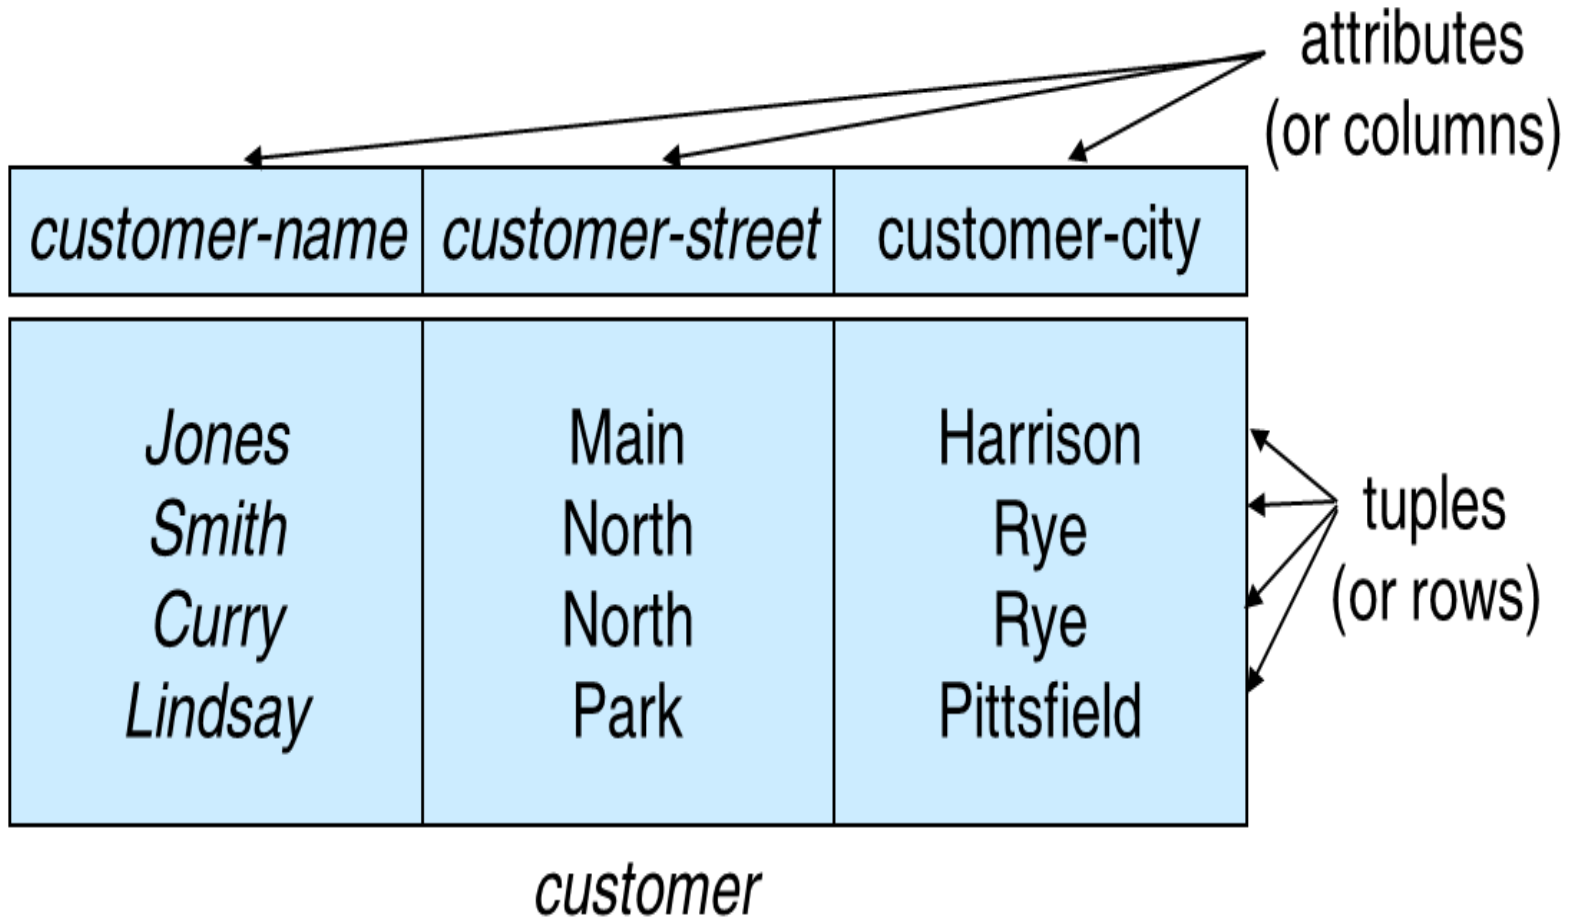 attributes
(or columns)
customer-name customer-street customer-city
Jones Main Harrison
Smith North Rye
Curry North Rye
Lindsay Park Pittsfield
tuples
(or rows)
customer